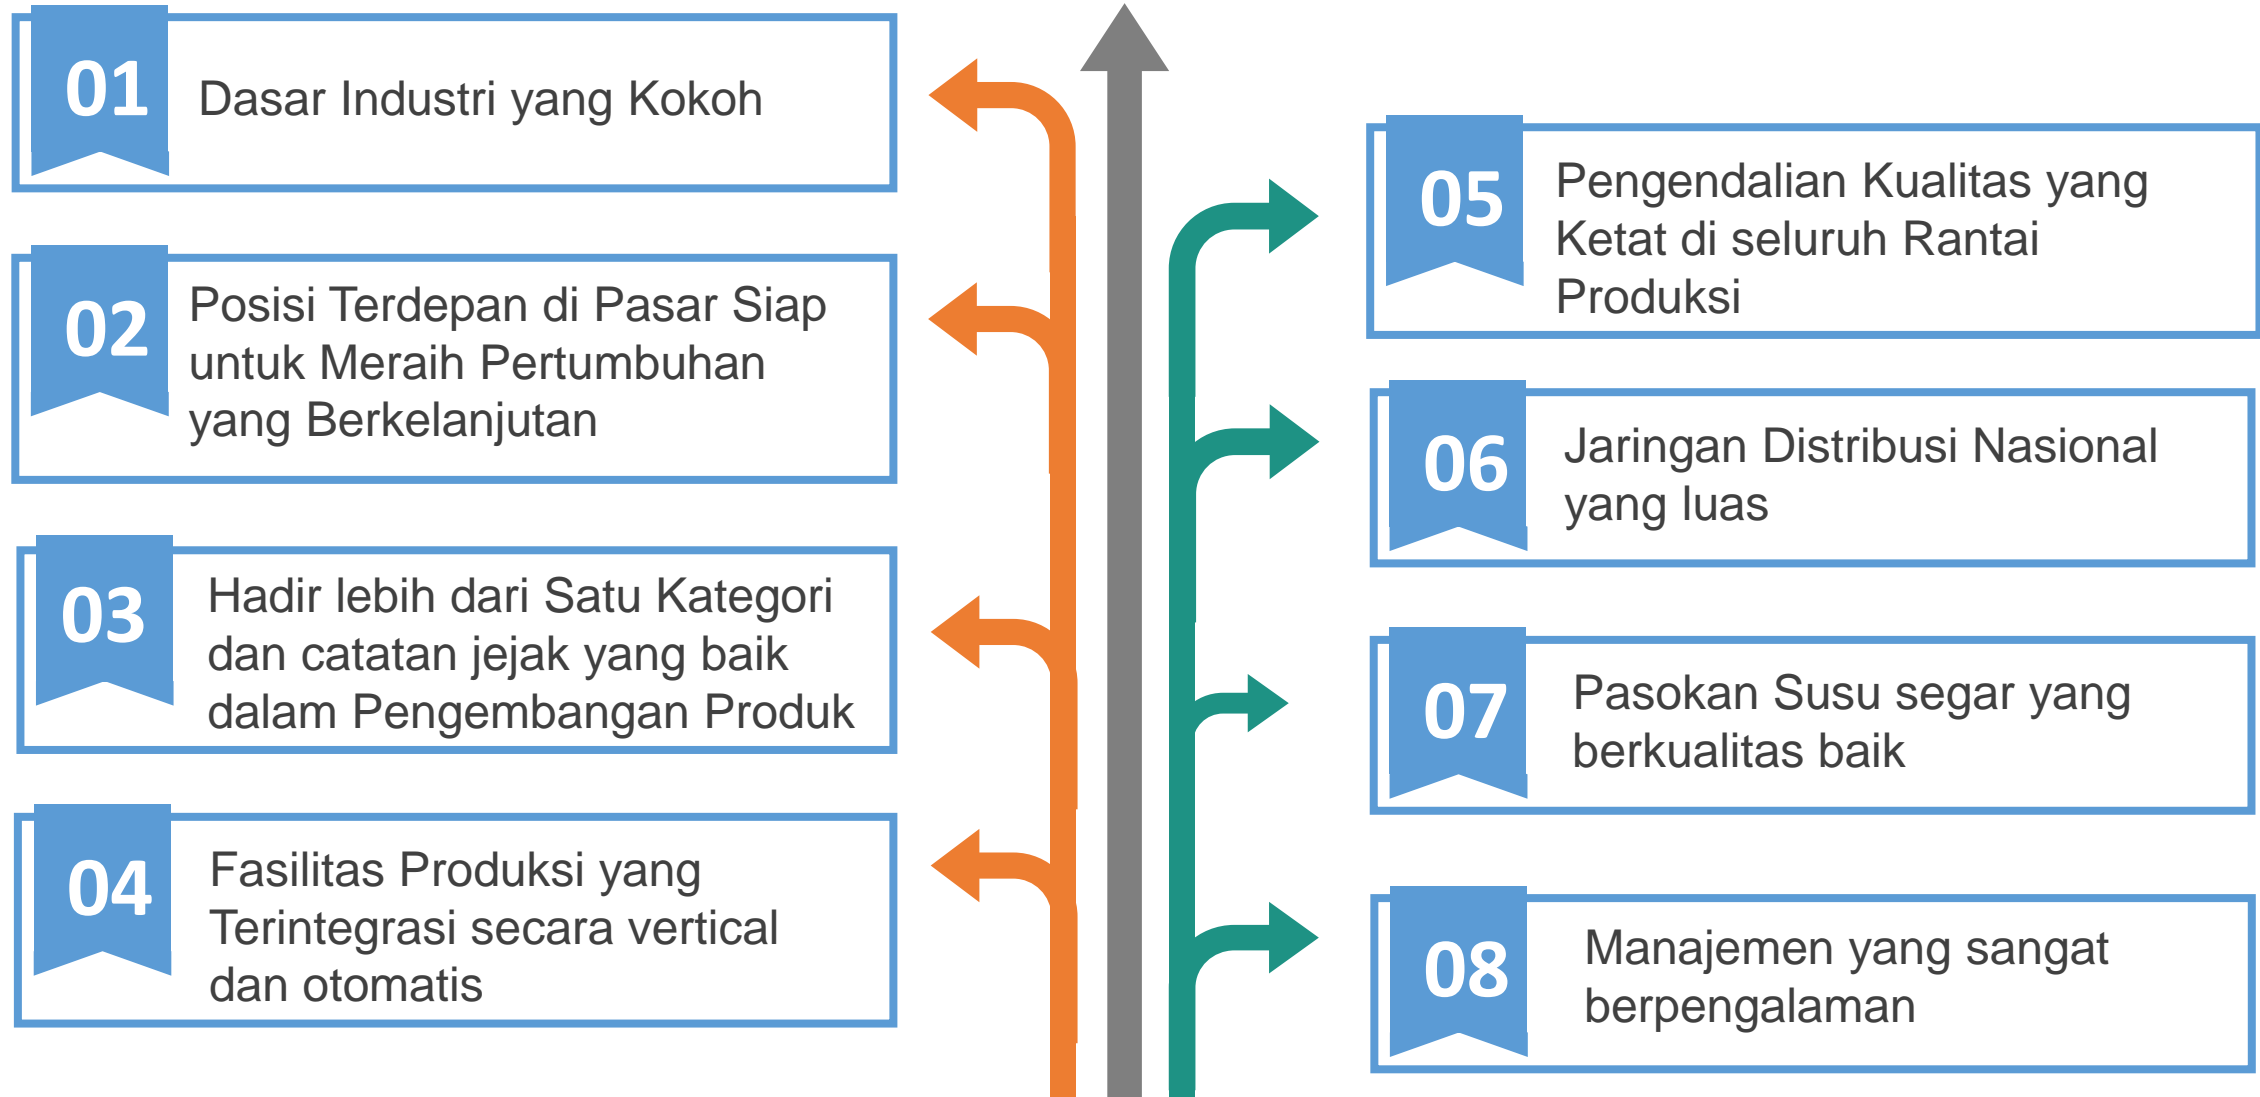 01
Dasar Industri yang Kokoh
02
Posisi Terdepan di Pasar Siap
untuk Meraih Pertumbuhan
yang Berkelanjutan
03
Hadir lebih dari Satu Kategori
dan catatan jejak yang baik
dalam Pengembangan Produk
04
Fasilitas Produksi yang
Terintegrasi secara vertical
dan otomatis
05
Pengendalian Kualitas yang
Ketat di seluruh Rantai
Produksi
06
Jaringan Distribusi Nasional
yang luas
07
Pasokan Susu segar yang
berkualitas baik
08
Manajemen yang sangat
berpengalaman